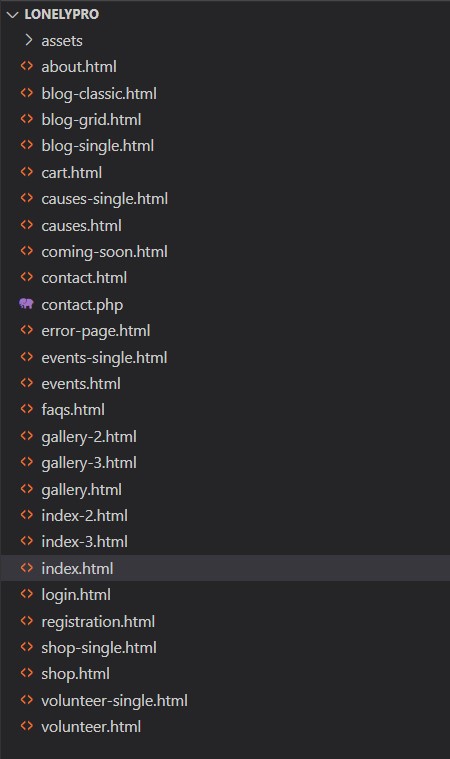 LONELYPRO
assets
about.html
blog-classic.html
blog-grid.html
blog-single.html
cart.html
causes-single.html
causes.html
coming-soon.html
contact.html
contact.php
error-page.html
events-single.html
events.html
faqs.html
gallery-2.html
gallery-3.html
gallery.html
index-2.html
index-3.html
index.html
login.html
registration.html
shop-single.html
shop.html
volunteer-single.html
volunteer.html